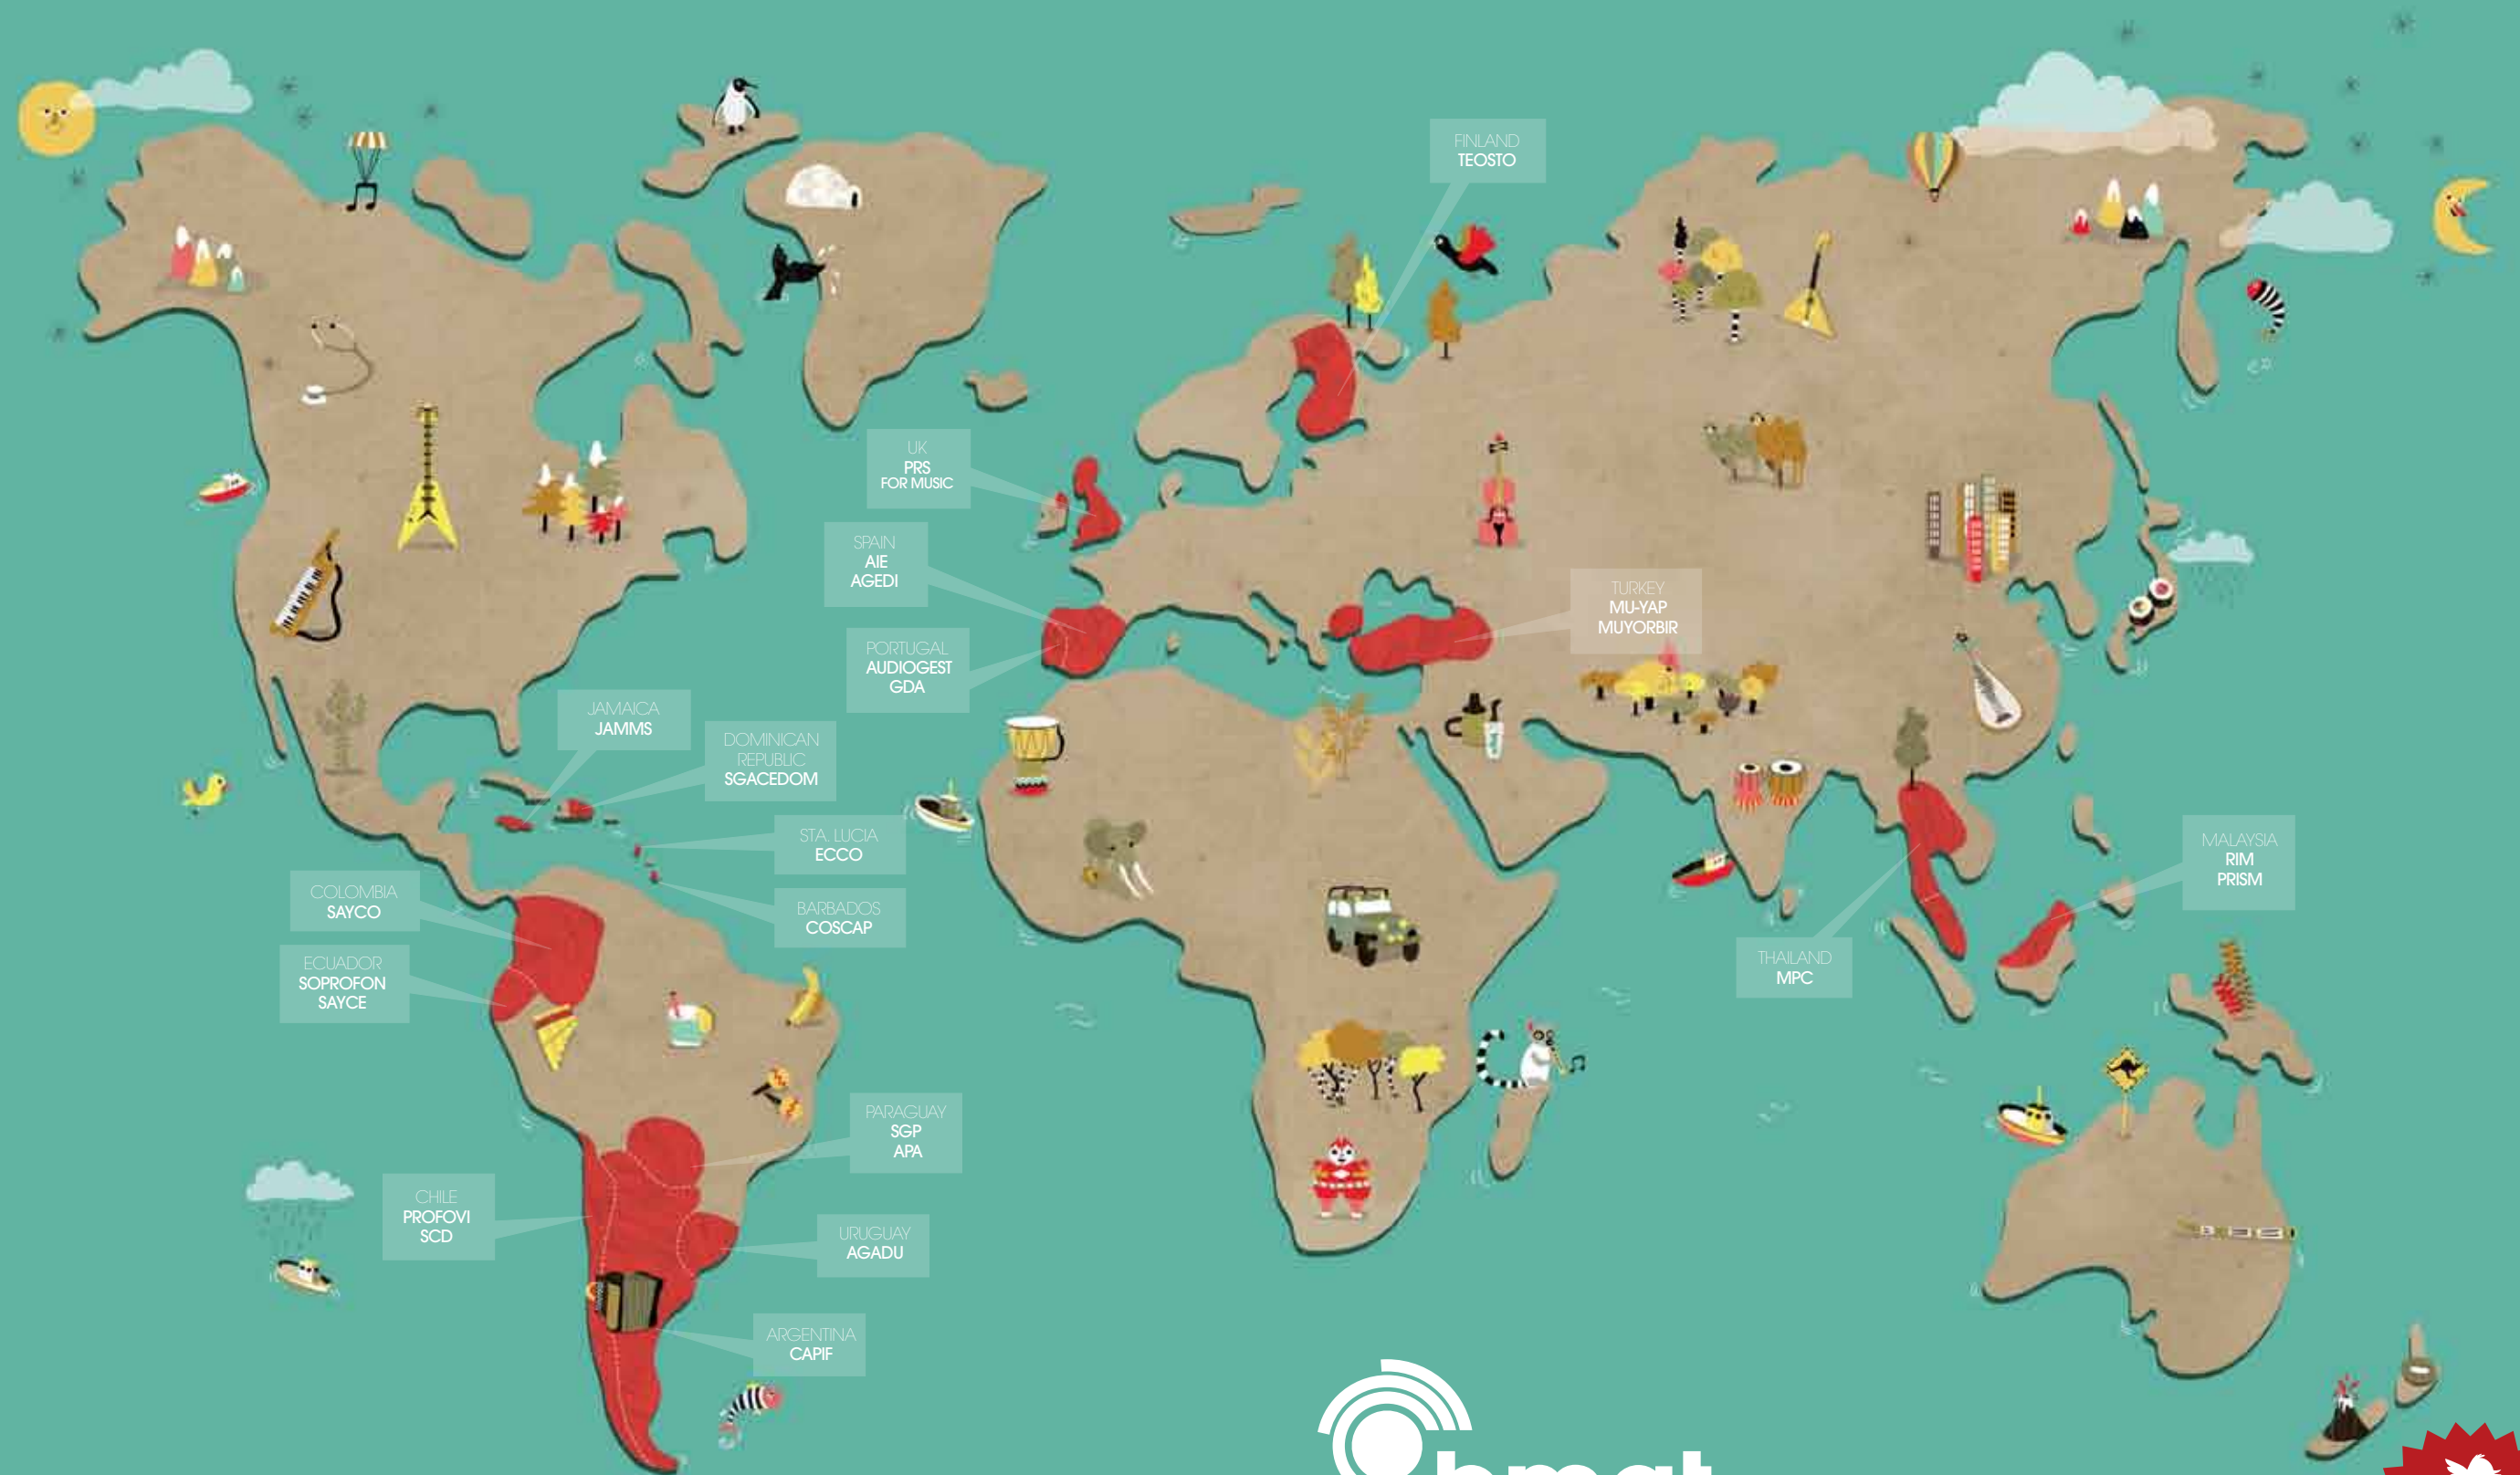 FINLAND
TEOSTO
UK
PRS
FOR MUSIC
SPAIN
AIE
AGEDI
PORTUGAL
AUDIOGEST
GDA
TURKEY
MU-YAP
MUYORBIR
JAMAICA
JAMMS
DOMINICAN
REPUBLIC
SGACEDOM
STA. LUCIA
ECCO
BARBADOS
COSCAP
COLOMBIA
SAYCO
ECUADOR
SOPROFON
SAYCE
MALAYSIA
RIM
PRISM
THAILAND
MPC
PARAGUAY
SGP
APA
CHILE
PROFOVI
SCD
URUGUAY
AGADU
ARGENTINA
CAPIF
bmat